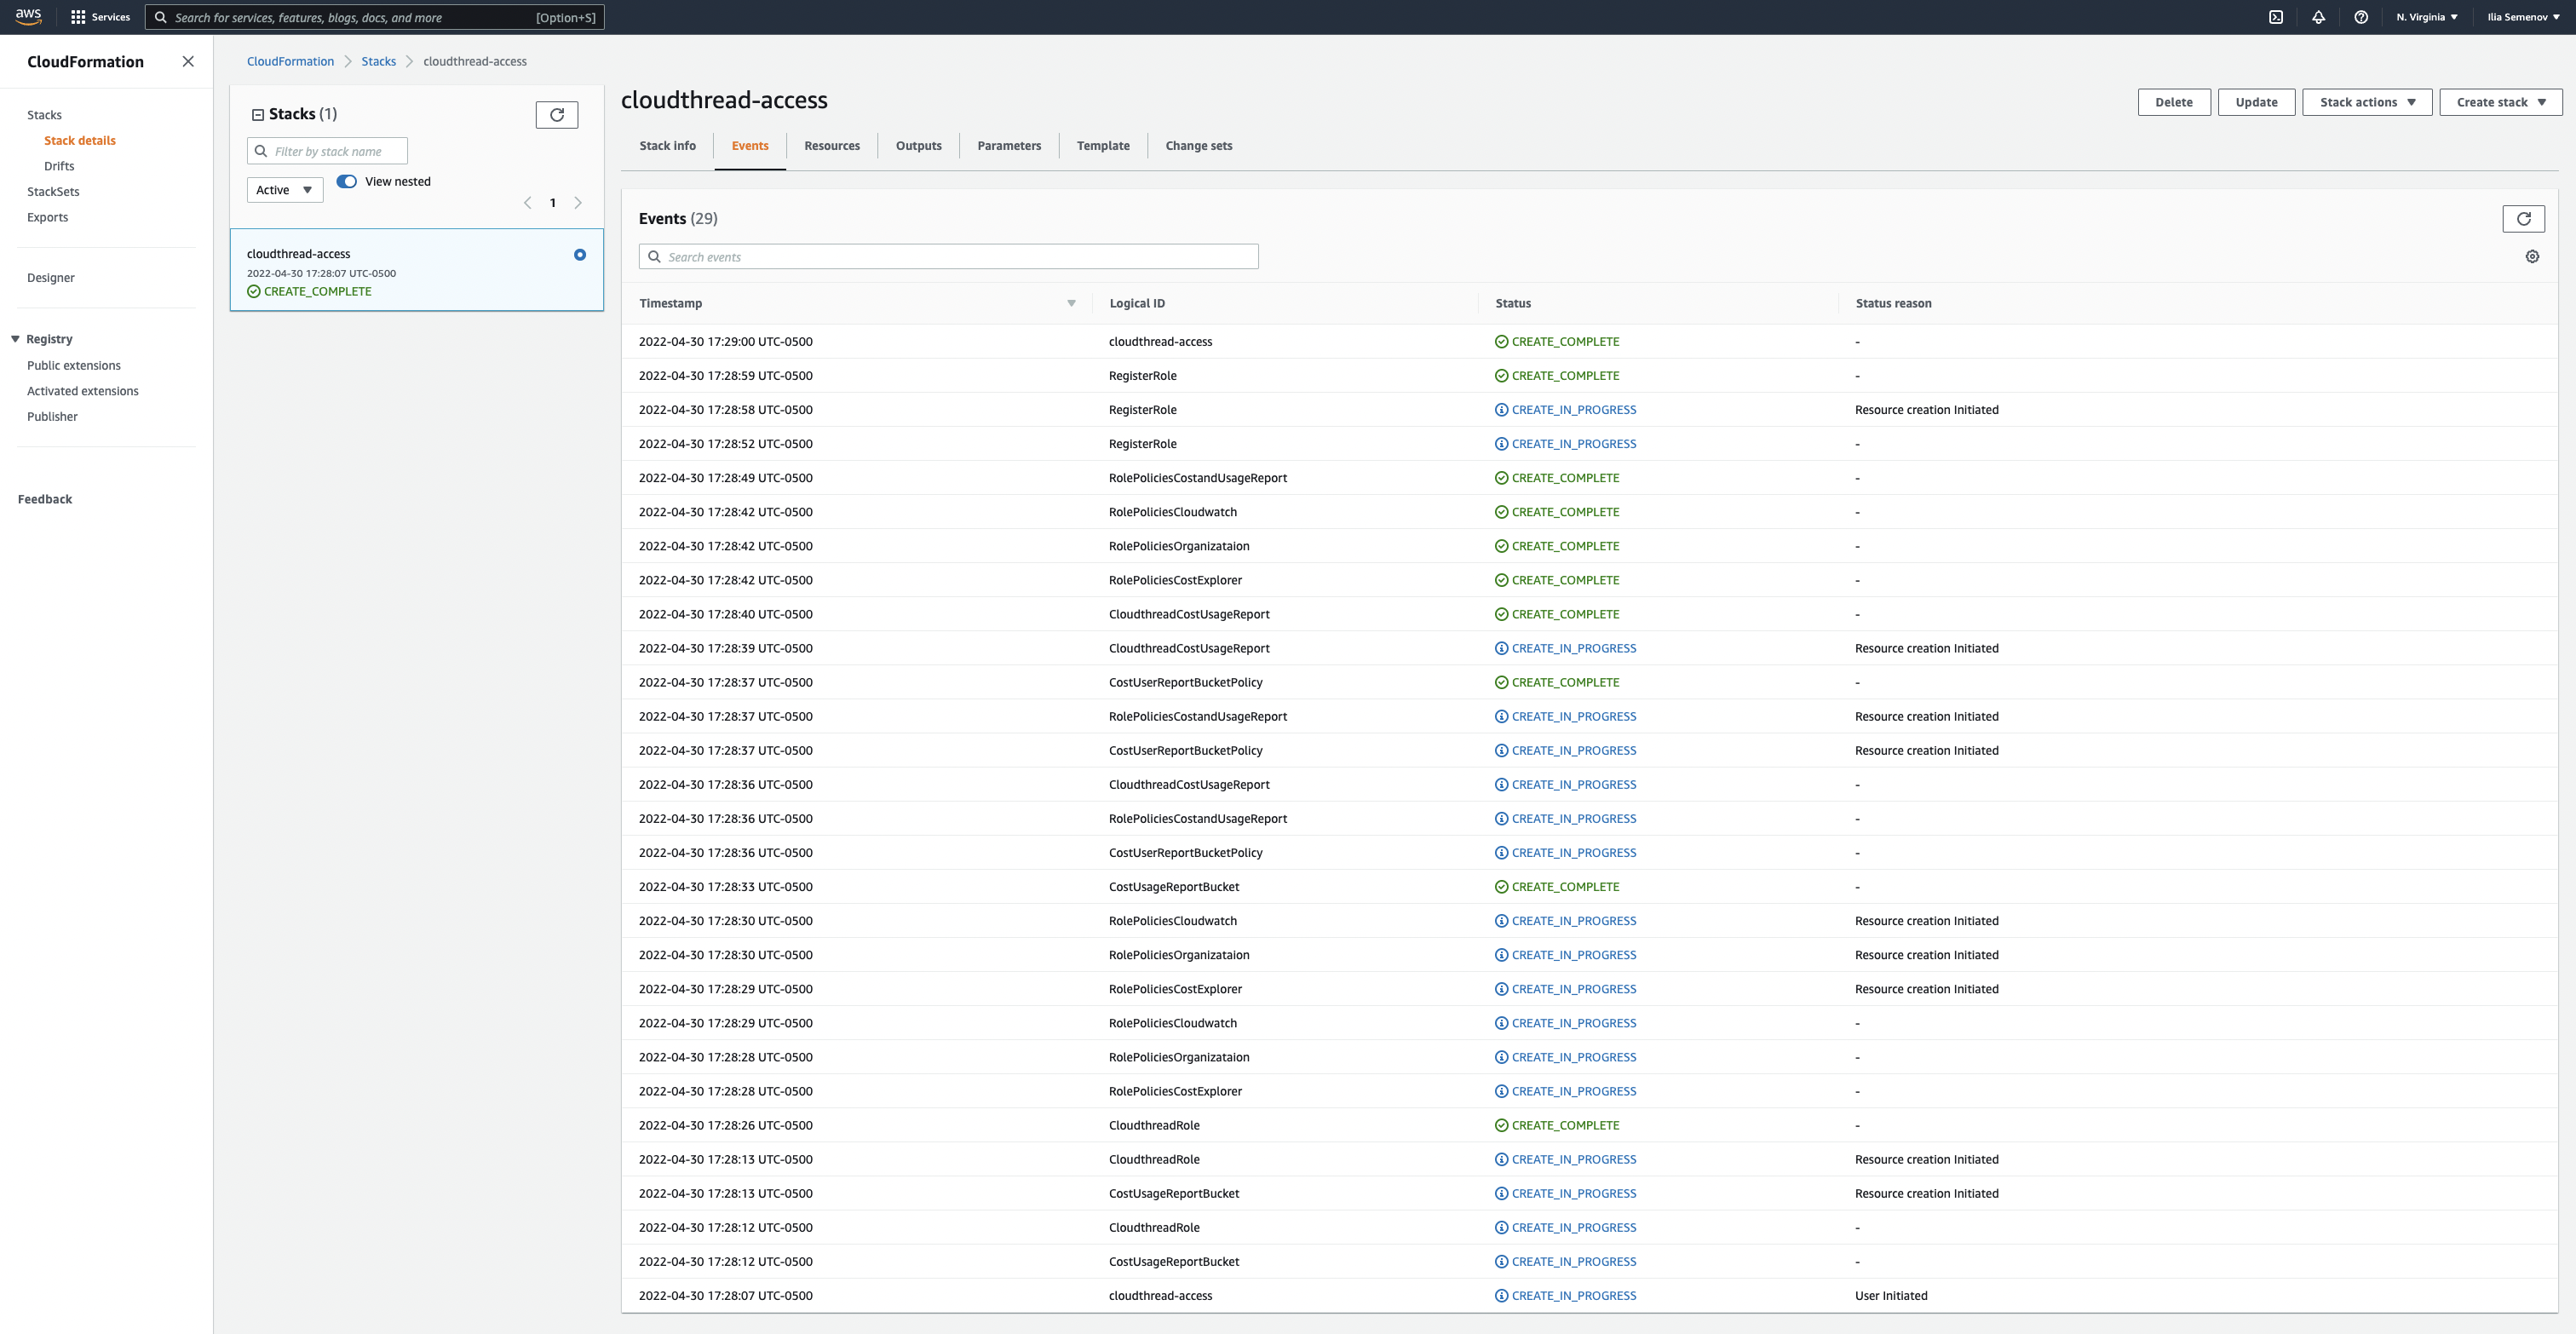 aws Services Search for services, features, blogs, docs, and more [Option+S] N. Virginia Ilia Semenov
CloudFormation
Stacks
Stack details
Drifts
StackSets
Exports
Designer
Registry
Public extensions
Activated extensions
Publisher
Feedback
CloudFormation Stacks cloudthread-access
Stacks (1)
Filter by stack name
Active View nested
1
cloudthread-access
2022-04-30 17:28:07 UTC-0500
CREATE_COMPLETE
cloudthread-access
Delete Update Stack actions Create stack
Stack info Events Resources Outputs Parameters Template Change sets
Events (29)
Search events
Timestamp Logical ID Status Status reason
2022-04-30 17:29:00 UTC-0500 cloudthread-access CREATE_COMPLETE -
2022-04-30 17:28:59 UTC-0500 RegisterRole CREATE_COMPLETE -
2022-04-30 17:28:58 UTC-0500 RegisterRole CREATE_IN_PROGRESS Resource creation Initiated
2022-04-30 17:28:52 UTC-0500 RegisterRole CREATE_IN_PROGRESS -
2022-04-30 17:28:49 UTC-0500 RolePoliciesCostandUsageReport CREATE_COMPLETE -
2022-04-30 17:28:42 UTC-0500 RolePoliciesCloudwatch CREATE_COMPLETE -
2022-04-30 17:28:42 UTC-0500 RolePoliciesOrganizataion CREATE_COMPLETE -
2022-04-30 17:28:42 UTC-0500 RolePoliciesCostExplorer CREATE_COMPLETE -
2022-04-30 17:28:40 UTC-0500 CloudthreadCostUsageReport CREATE_COMPLETE -
2022-04-30 17:28:39 UTC-0500 CloudthreadCostUsageReport CREATE_IN_PROGRESS Resource creation Initiated
2022-04-30 17:28:37 UTC-0500 CostUserReportBucketPolicy CREATE_COMPLETE -
2022-04-30 17:28:37 UTC-0500 RolePoliciesCostandUsageReport CREATE_IN_PROGRESS Resource creation Initiated
2022-04-30 17:28:37 UTC-0500 CostUserReportBucketPolicy CREATE_IN_PROGRESS Resource creation Initiated
2022-04-30 17:28:36 UTC-0500 CloudthreadCostUsageReport CREATE_IN_PROGRESS -
2022-04-30 17:28:36 UTC-0500 RolePoliciesCostandUsageReport CREATE_IN_PROGRESS -
2022-04-30 17:28:36 UTC-0500 CostUserReportBucketPolicy CREATE_IN_PROGRESS -
2022-04-30 17:28:33 UTC-0500 CostUsageReportBucket CREATE_COMPLETE -
2022-04-30 17:28:30 UTC-0500 RolePoliciesCloudwatch CREATE_IN_PROGRESS Resource creation Initiated
2022-04-30 17:28:30 UTC-0500 RolePoliciesOrganizataion CREATE_IN_PROGRESS Resource creation Initiated
2022-04-30 17:28:29 UTC-0500 RolePoliciesCostExplorer CREATE_IN_PROGRESS Resource creation Initiated
2022-04-30 17:28:29 UTC-0500 RolePoliciesCloudwatch CREATE_IN_PROGRESS -
2022-04-30 17:28:28 UTC-0500 RolePoliciesOrganizataion CREATE_IN_PROGRESS -
2022-04-30 17:28:28 UTC-0500 RolePoliciesCostExplorer CREATE_IN_PROGRESS -
2022-04-30 17:28:26 UTC-0500 CloudthreadRole CREATE_COMPLETE -
2022-04-30 17:28:13 UTC-0500 CloudthreadRole CREATE_IN_PROGRESS Resource creation Initiated
2022-04-30 17:28:13 UTC-0500 CostUsageReportBucket CREATE_IN_PROGRESS Resource creation Initiated
2022-04-30 17:28:12 UTC-0500 CloudthreadRole CREATE_IN_PROGRESS -
2022-04-30 17:28:12 UTC-0500 CostUsageReportBucket CREATE_IN_PROGRESS -
2022-04-30 17:28:07 UTC-0500 cloudthread-access CREATE_IN_PROGRESS User Initiated